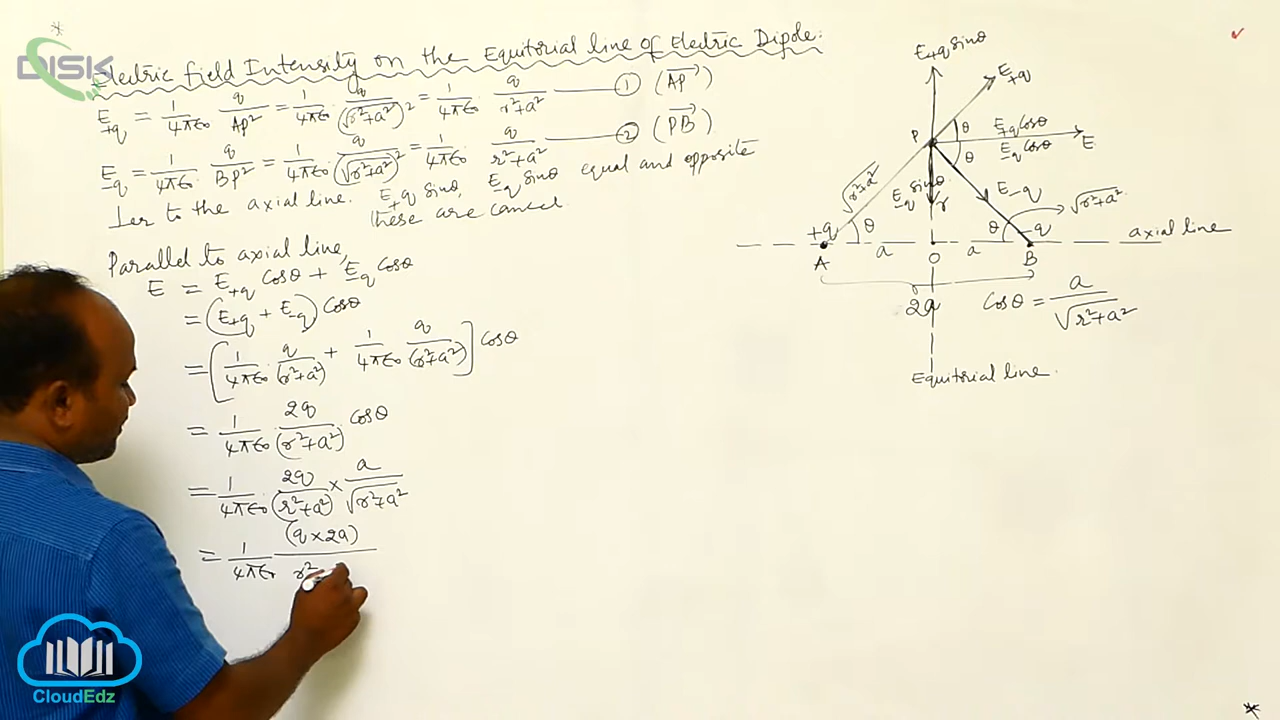 DISK
Electric field Intensity on the Equitorial line of Electric Dipole:
E+q = 1/4πϵ₀ · q/AP² = 1/4πϵ₀ · q/(√r²+a²)² = 1/4πϵ₀ · q/r²+a² —— ① (AP→)
E-q = 1/4πϵ₀ · q/BP² = 1/4πϵ₀ · q/(√r²+a²)² = 1/4πϵ₀ · q/r²+a² —— ② (PB→)
⊥er to the axial line. E+q sinθ, E-q sinθ equal and opposite
these are cancel.
Parallel to axial line,
E = E+q cosθ + E-q cosθ
= (E+q + E-q) cosθ
= [1/4πϵ₀ · q/(r²+a²) + 1/4πϵ₀ · q/(r²+a²)] cosθ
= 1/4πϵ₀ · 2q/(r²+a²) · cosθ
= 1/4πϵ₀ · 2q/(r²+a²) × a/√r²+a²
= 1/4πϵ₀ (q × 2a)/r²
E+q sinθ
E+q
P θ E+q cosθ
E-q cosθ E
θ
√r²+a² E-q sinθ r E-q √r²+a²
+q θ θ -q axial line
A a O a B
2a cosθ = a/√r²+a²
Equitorial line.
CloudEdz